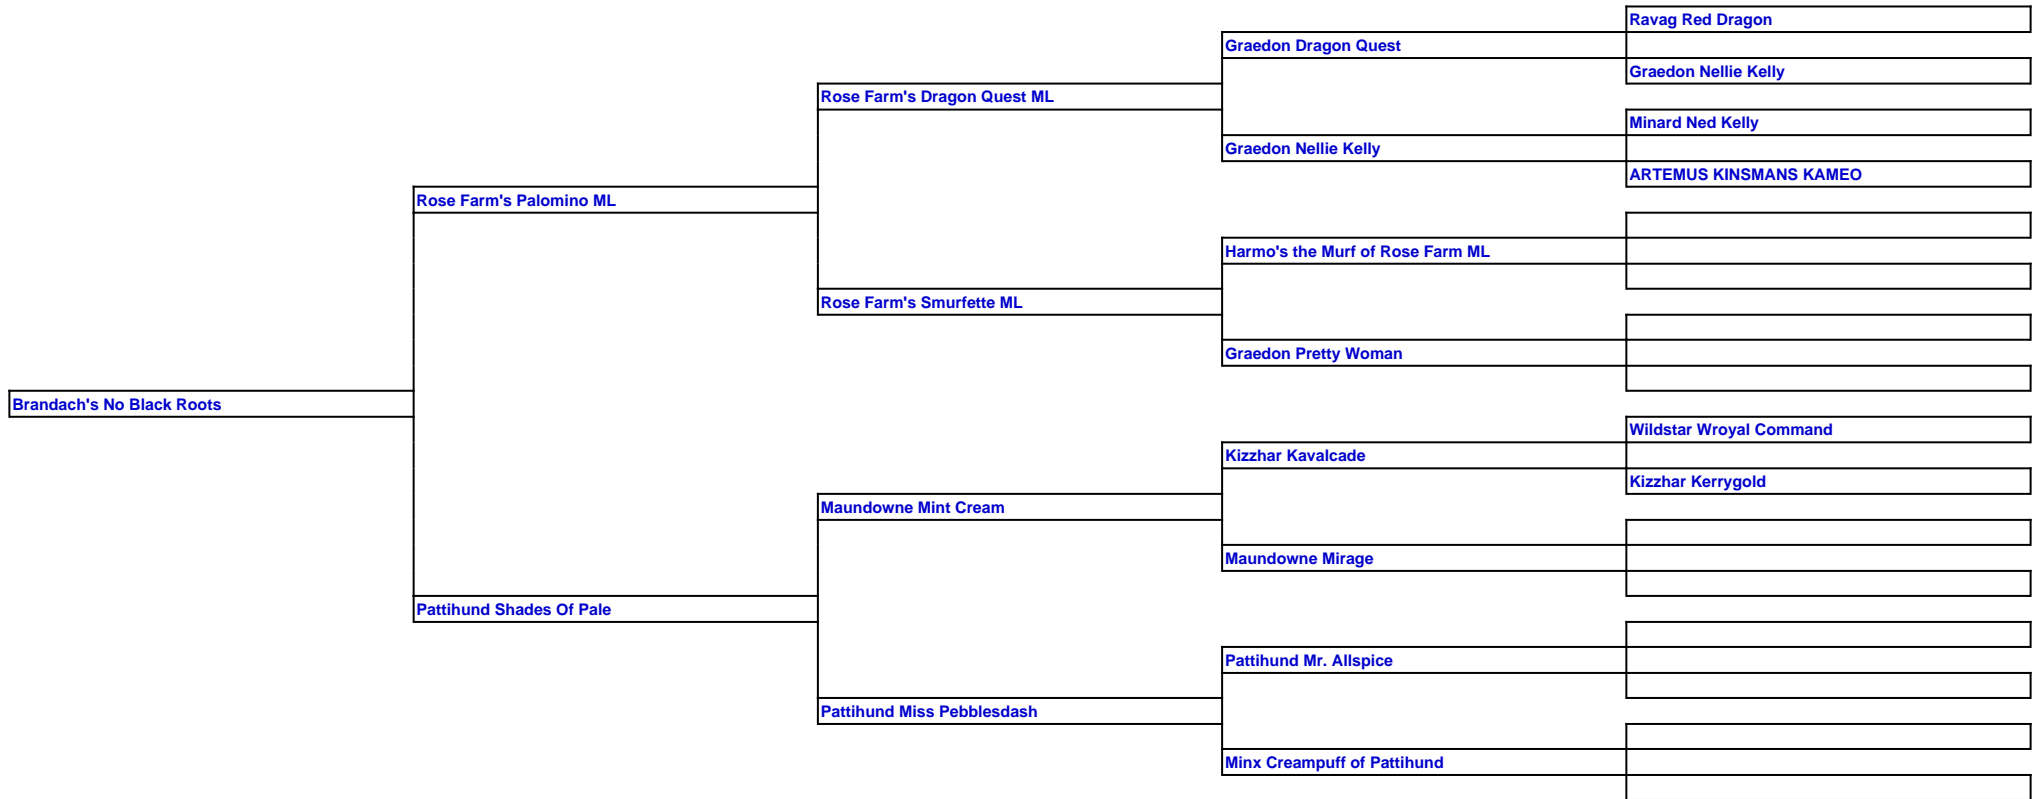 Ravag Red Dragon
Graedon Dragon Quest
Graedon Nellie Kelly
Rose Farm's Dragon Quest ML
Minard Ned Kelly
Graedon Nellie Kelly
ARTEMUS KINSMANS KAMEO
Rose Farm's Palomino ML
Harmo's the Murf of Rose Farm ML
Rose Farm's Smurfette ML
Graedon Pretty Woman
Brandach's No Black Roots
Wildstar Wroyal Command
Kizzhar Kavalcade
Kizzhar Kerrygold
Maundowne Mint Cream
Maundowne Mirage
Pattihund Shades Of Pale
Pattihund Mr. Allspice
Pattihund Miss Pebblesdash
Minx Creampuff of Pattihund